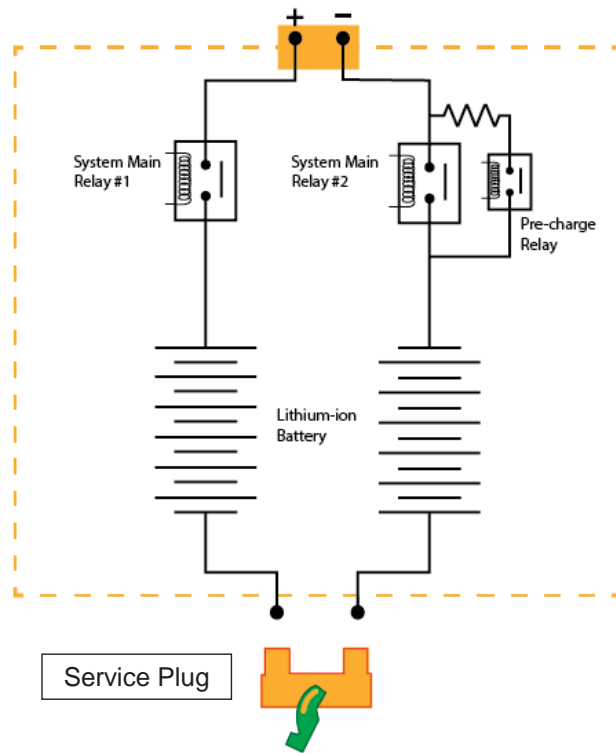 + −
System Main
Relay #1
System Main
Relay #2
Pre-charge
Relay
Lithium-ion
Battery
Service Plug